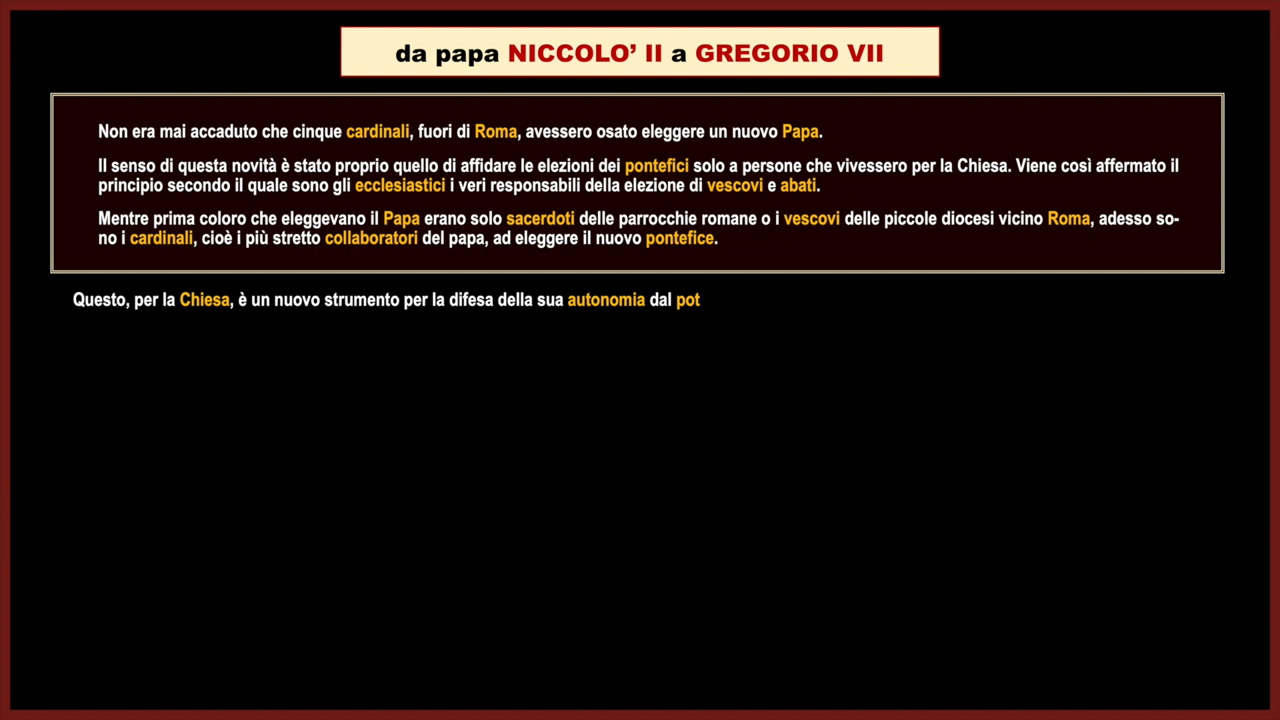 da papa NICCOLO’ II a GREGORIO VII
Non era mai accaduto che cinque cardinali, fuori di Roma, avessero osato eleggere un nuovo Papa.
Il senso di questa novità è stato proprio quello di affidare le elezioni dei pontefici solo a persone che vivessero per la Chiesa. Viene così affermato il
principio secondo il quale sono gli ecclesiastici i veri responsabili della elezione di vescovi e abati.
Mentre prima coloro che eleggevano il Papa erano solo sacerdoti delle parrocchie romane o i vescovi delle piccole diocesi vicino Roma, adesso so-
no i cardinali, cioè i più stretto collaboratori del papa, ad eleggere il nuovo pontefice.
Questo, per la Chiesa, è un nuovo strumento per la difesa della sua autonomia dal pot